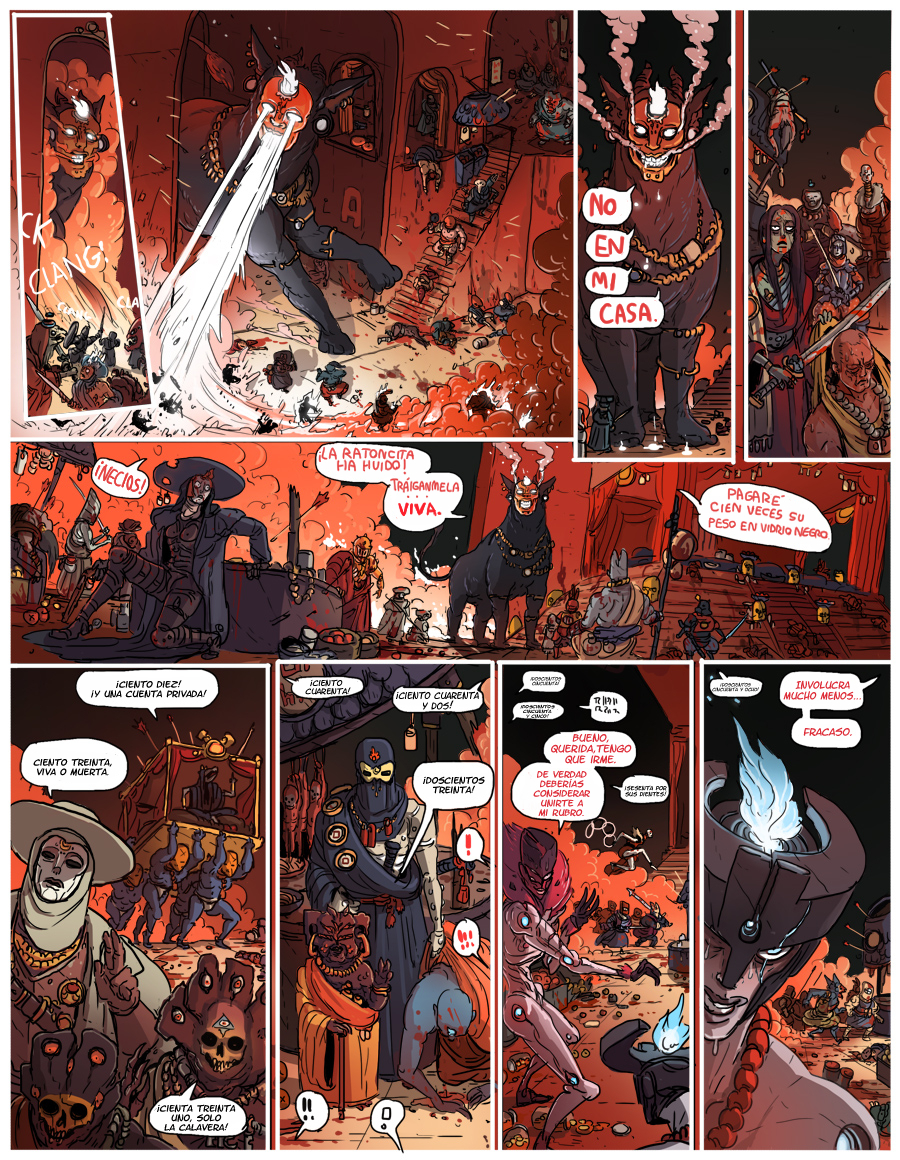 CK
CLANG!
CLA
A
NO
EN
MI
CASA.
¡NECIOS!
¡LA RATONCITA
HA HUIDO!
TRÁIGANMELA
...
VIVA.
PAGARÉ
CIEN VECES SU
PESO EN VIDRIO NEGRO
¡CIENTO DIEZ!
¡Y UNA CUENTA PRIVADA!
CIENTO TREINTA,
VIVA O MUERTA.
¡CIENTA TREINTA
UNO, SOLO
LA CALAVERA!
¡CIENTO
CUARENTA!
¡CIENTO CUARENTA
Y DOS!
¡DOSCIENTOS
TREINTA!
!
!!!
!!
¡DOSCIENTOS
CINCUENTA!
¡DOSCIENTOS
CINCUENTA
Y CINCO!
BUENO,
QUERIDA,TENGO
QUE IRME.
DE VERDAD
DEBERÍAS
CONSIDERAR
UNIRTE A
MI RUBRO.
¡SESENTA POR
SUS DIENTES!
¡DOSCIENTOS
CINCUENTA Y OCHO!
INVOLUCRA
MUCHO MENOS...
FRACASO.